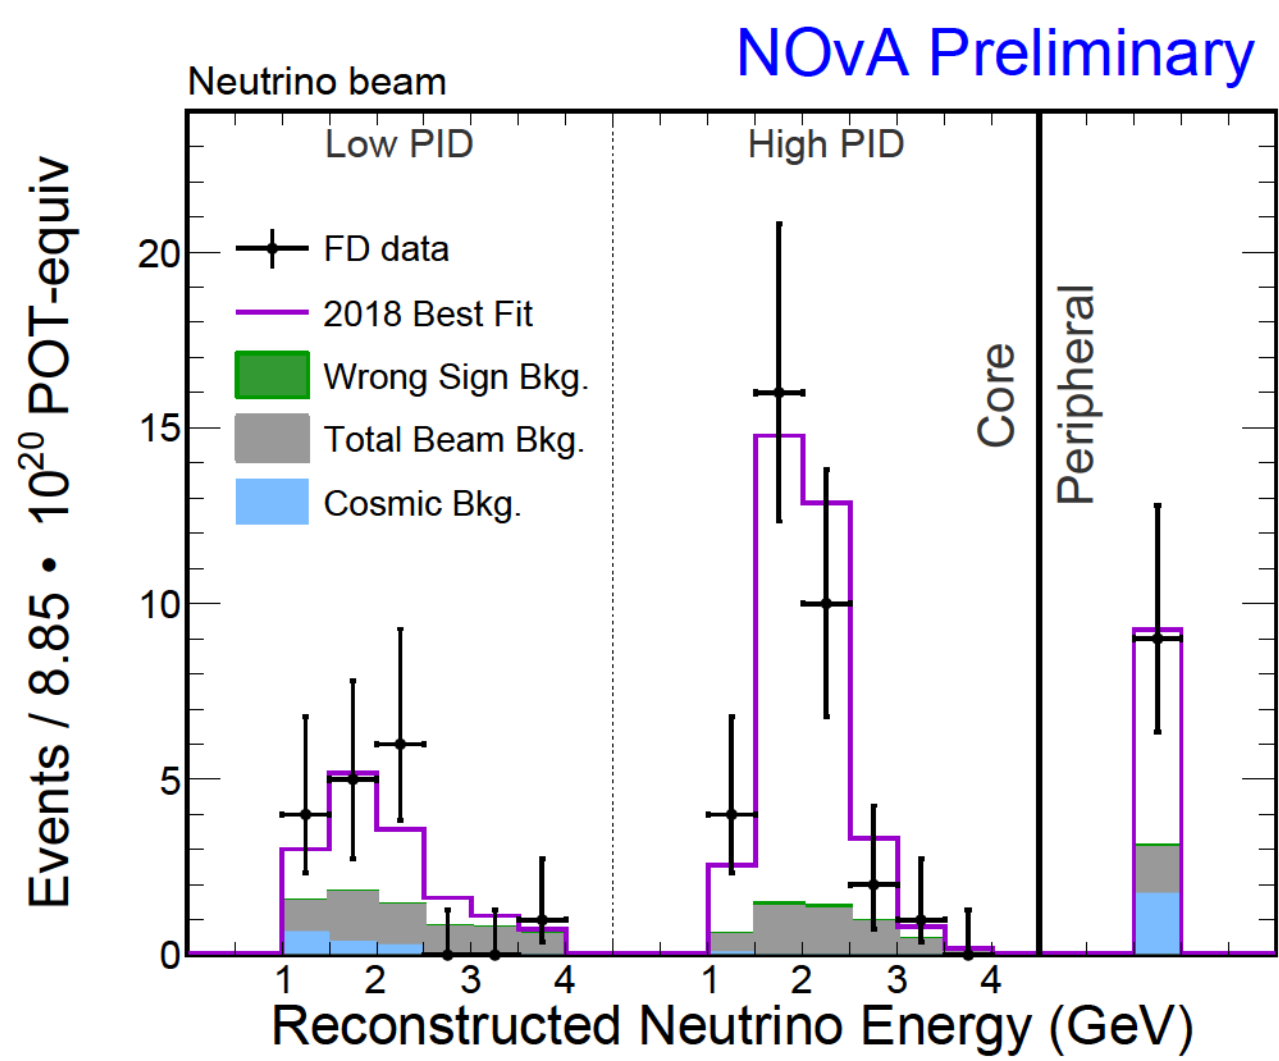 NOvA Preliminary
Neutrino beam
Low PID
High PID
FD data
2018 Best Fit
Wrong Sign Bkg.
Total Beam Bkg.
Cosmic Bkg.
Core
Peripheral
Events / 8.85 • 10²⁰ POT-equiv
20
15
10
5
0
1 2 3 4 1 2 3 4
Reconstructed Neutrino Energy (GeV)